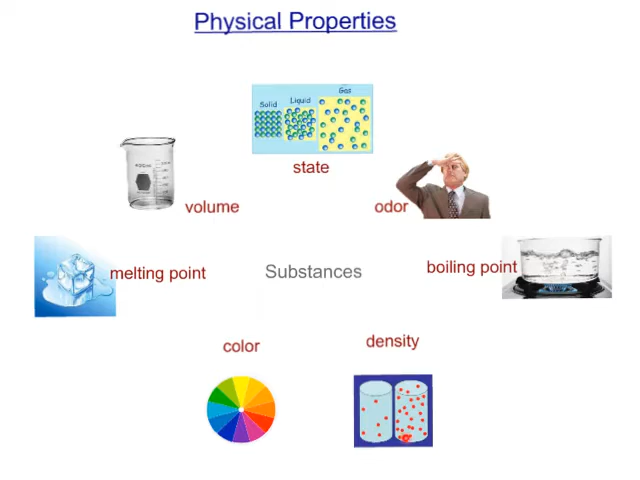 Physical Properties
Solid
Liquid
Gas
state
volume
odor
melting point
Substances
boiling point
color
density